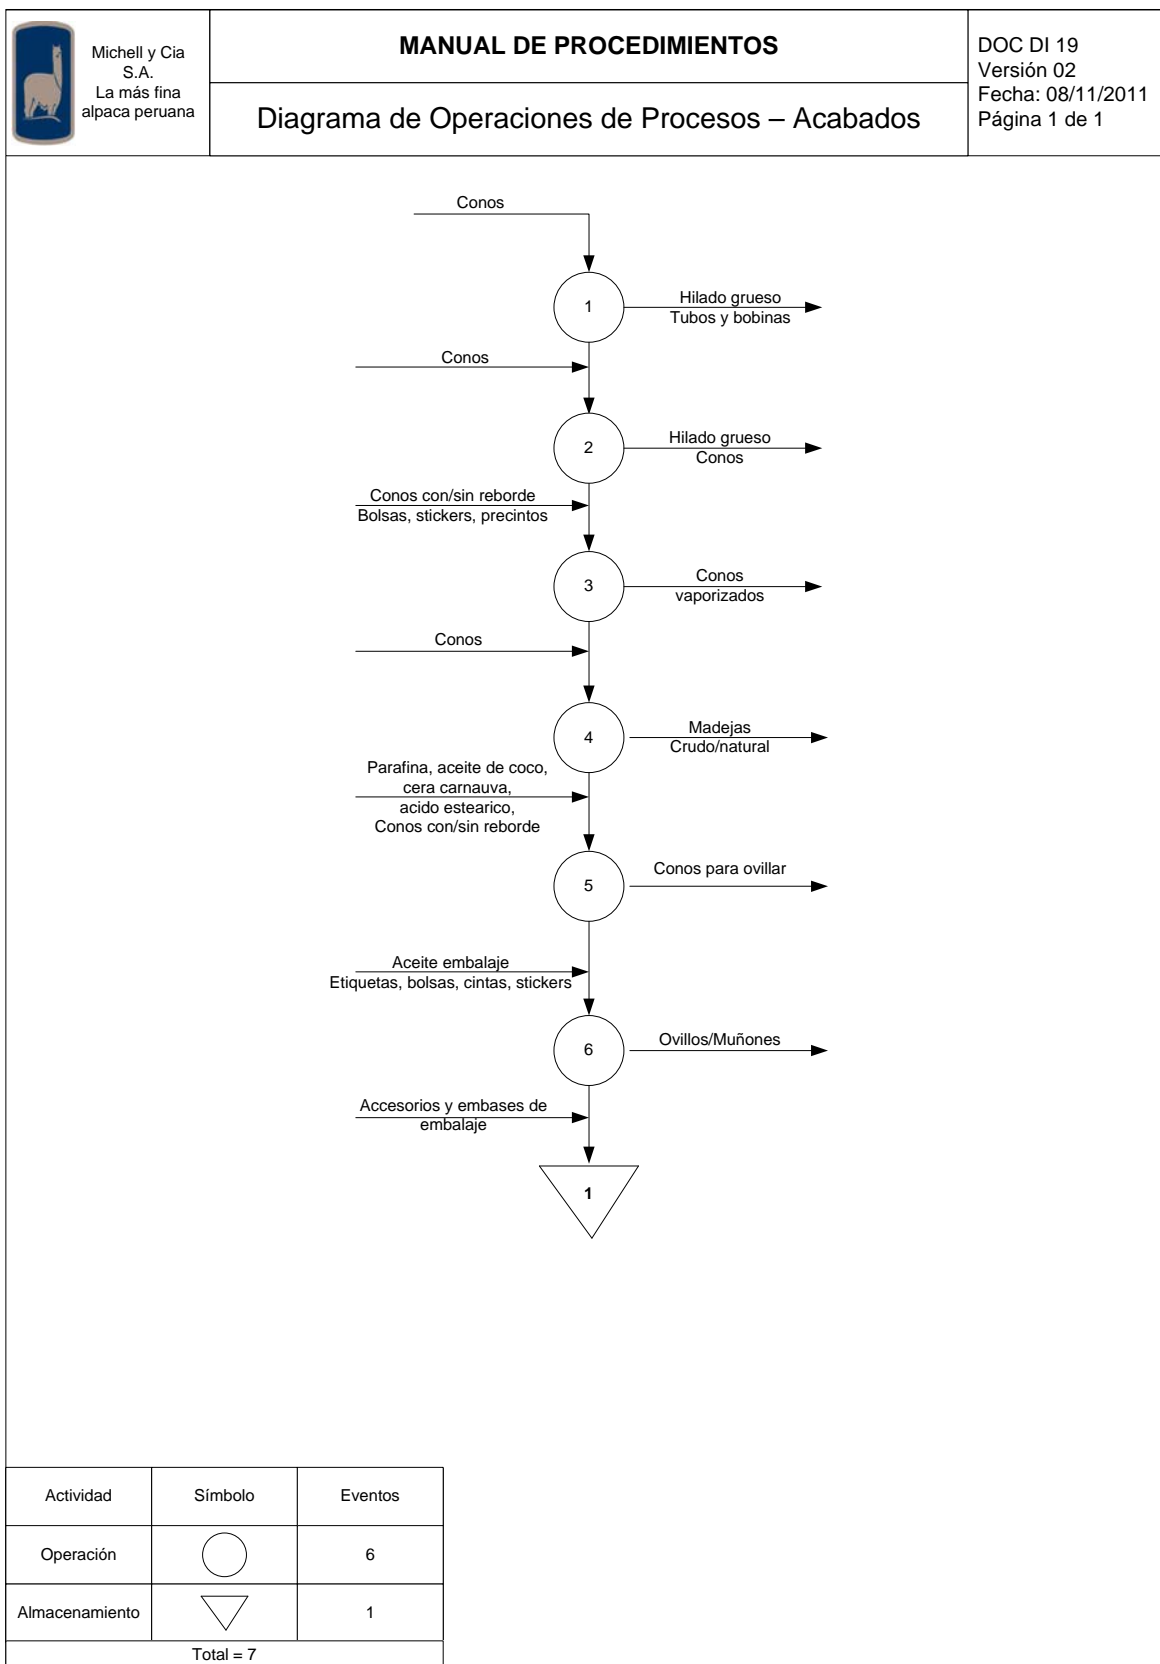 Michell y Cia
S.A.
La más fina
alpaca peruana
MANUAL DE PROCEDIMIENTOS
Diagrama de Operaciones de Procesos – Acabados
DOC DI 19
Versión 02
Fecha: 08/11/2011
Página 1 de 1
Conos
1
Hilado grueso
Tubos y bobinas
Conos
2
Hilado grueso
Conos
Conos con/sin reborde
Bolsas, stickers, precintos
3
Conos
vaporizados
Conos
4
Madejas
Crudo/natural
Parafina, aceite de coco,
cera carnauva,
acido estearico,
Conos con/sin reborde
5
Conos para ovillar
Aceite embalaje
Etiquetas, bolsas, cintas, stickers
6
Ovillos/Muñones
Accesorios y embases de
embalaje
1
Actividad Símbolo Eventos
Operación 6
Almacenamiento 1
Total = 7